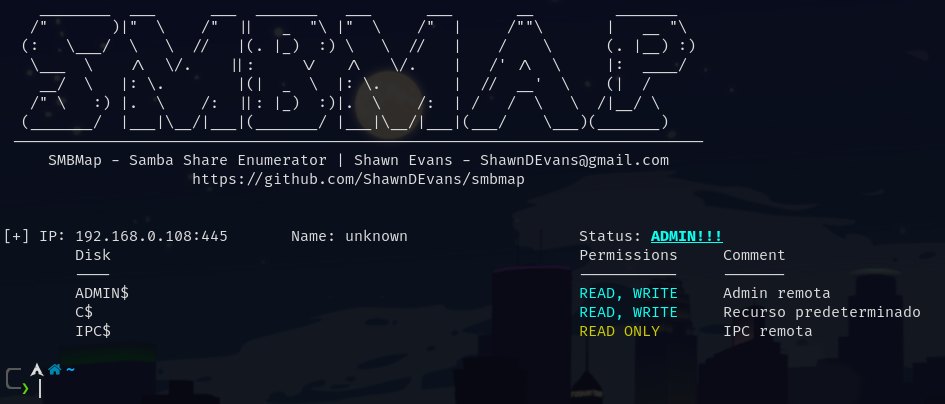 SMBMAP
SMBMap - Samba Share Enumerator | Shawn Evans - ShawnDEvans@gmail.com
https://github.com/ShawnDEvans/smbmap
[+] IP: 192.168.0.108:445 Name: unknown Status: ADMIN!!!
Disk Permissions Comment
---- ----------- -------
ADMIN$ READ, WRITE Admin remota
C$ READ, WRITE Recurso predeterminado
IPC$ READ ONLY IPC remota
~
❯